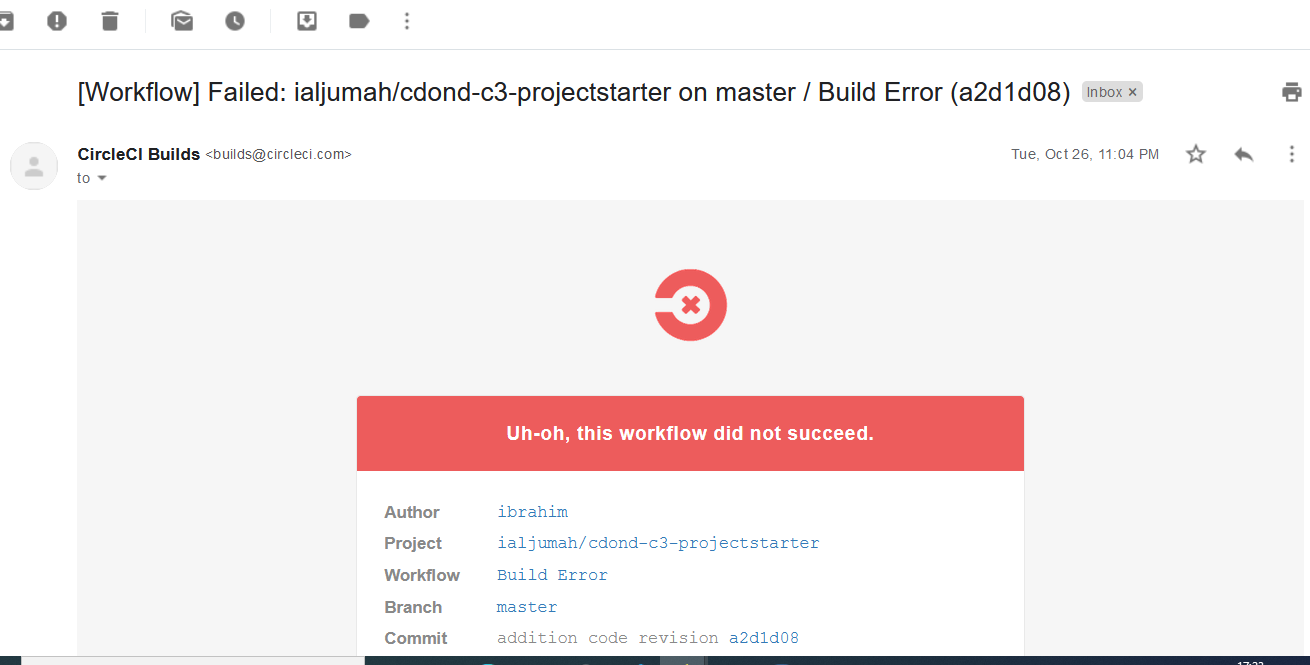 [Workflow] Failed: ialjumah/cdond-c3-projectstarter on master / Build Error (a2d1d08) Inbox ×
CircleCI Builds <builds@circleci.com> Tue, Oct 26, 11:04 PM
to
Uh-oh, this workflow did not succeed.
Author ibrahim
Project ialjumah/cdond-c3-projectstarter
Workflow Build Error
Branch master
Commit addition code revision a2d1d08